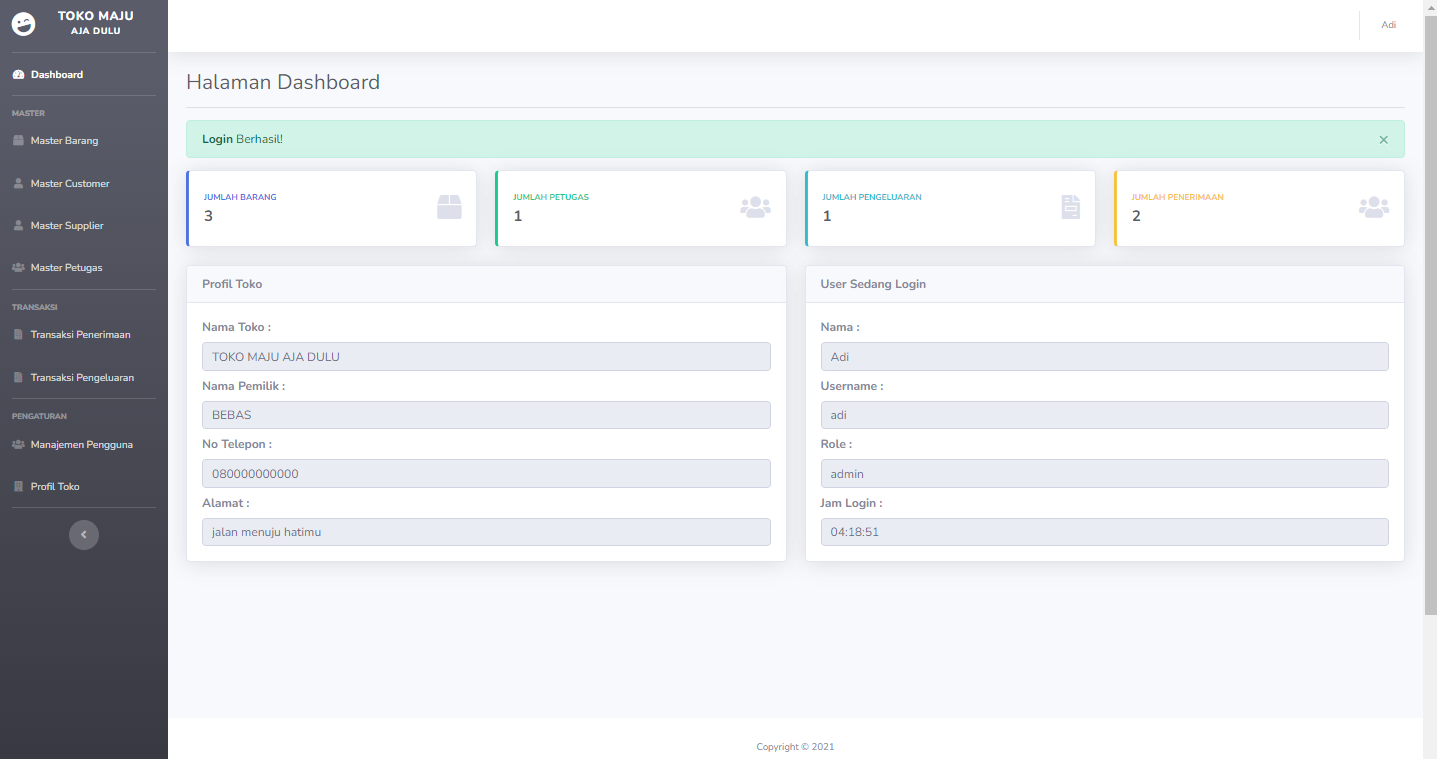 TOKO MAJU
AJA DULU
Dashboard
MASTER
Master Barang
Master Customer
Master Supplier
Master Petugas
TRANSAKSI
Transaksi Penerimaan
Transaksi Pengeluaran
PENGATURAN
Manajemen Pengguna
Profil Toko
Adi
Halaman Dashboard
Login Berhasil!
×
JUMLAH BARANG
3
JUMLAH PETUGAS
1
JUMLAH PENGELUARAN
1
JUMLAH PENERIMAAN
2
Profil Toko
Nama Toko :
TOKO MAJU AJA DULU
Nama Pemilik :
BEBAS
No Telepon :
080000000000
Alamat :
jalan menuju hatimu
User Sedang Login
Nama :
Adi
Username :
adi
Role :
admin
Jam Login :
04:18:51
Copyright © 2021